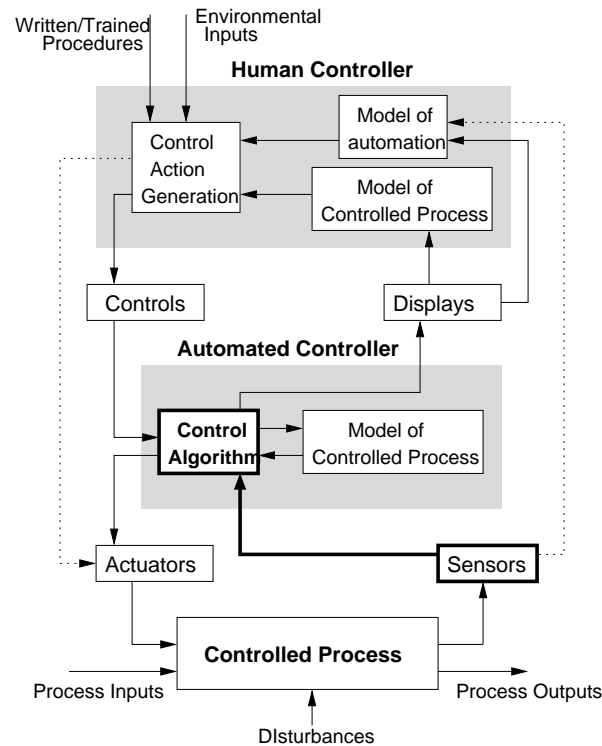 Written/Trained
Procedures
Environmental
Inputs
Human Controller
Control
Action
Generation
Model of
automation
Model of
Controlled Process
Controls
Displays
Automated Controller
Control
Algorithm
Model of
Controlled Process
Actuators
Sensors
Controlled Process
Process Inputs
Process Outputs
DIsturbances